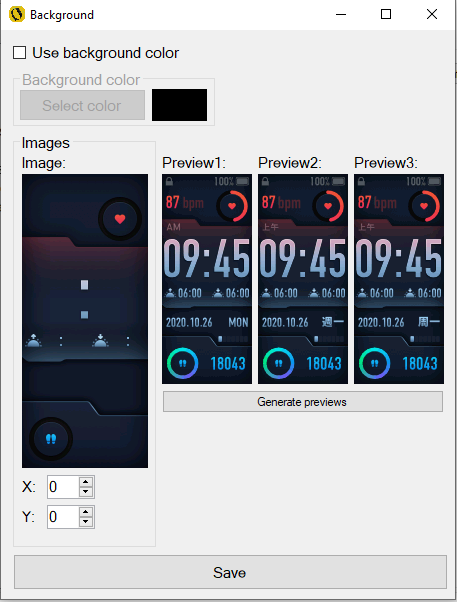 Background
Use background color
Background color
Select color
Images
Image:
Preview1:
Preview2:
Preview3:
100%
87 bpm
AM
09:45
06:00 06:00
2020.10.26 MON
18043
100%
87 bpm
上午
09:45
06:00 06:00
2020.10.26 週一
18043
100%
87 bpm
上午
09:45
06:00 06:00
2020.10.26 周一
18043
: :
Generate previews
X: 0
Y: 0
Save